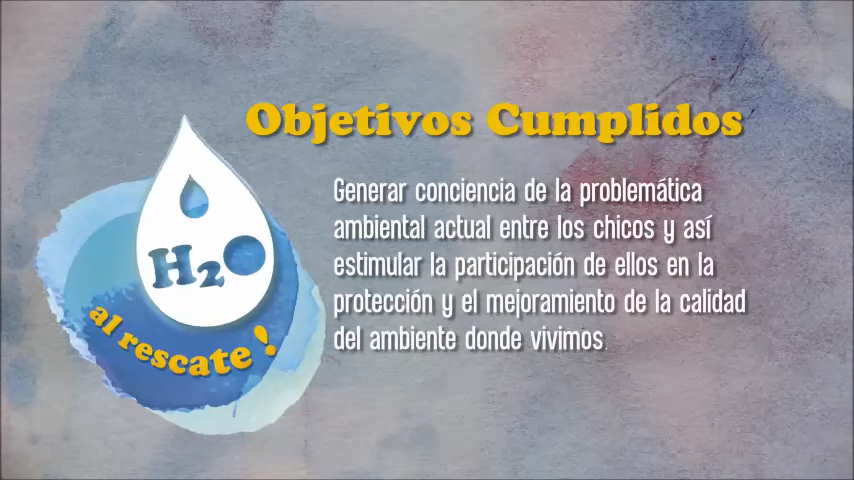 Objetivos Cumplidos
Generar conciencia de la problemática
ambiental actual entre los chicos y así
estimular la participación de ellos en la
protección y el mejoramiento de la calidad
del ambiente donde vivimos.
H2O
al rescate!